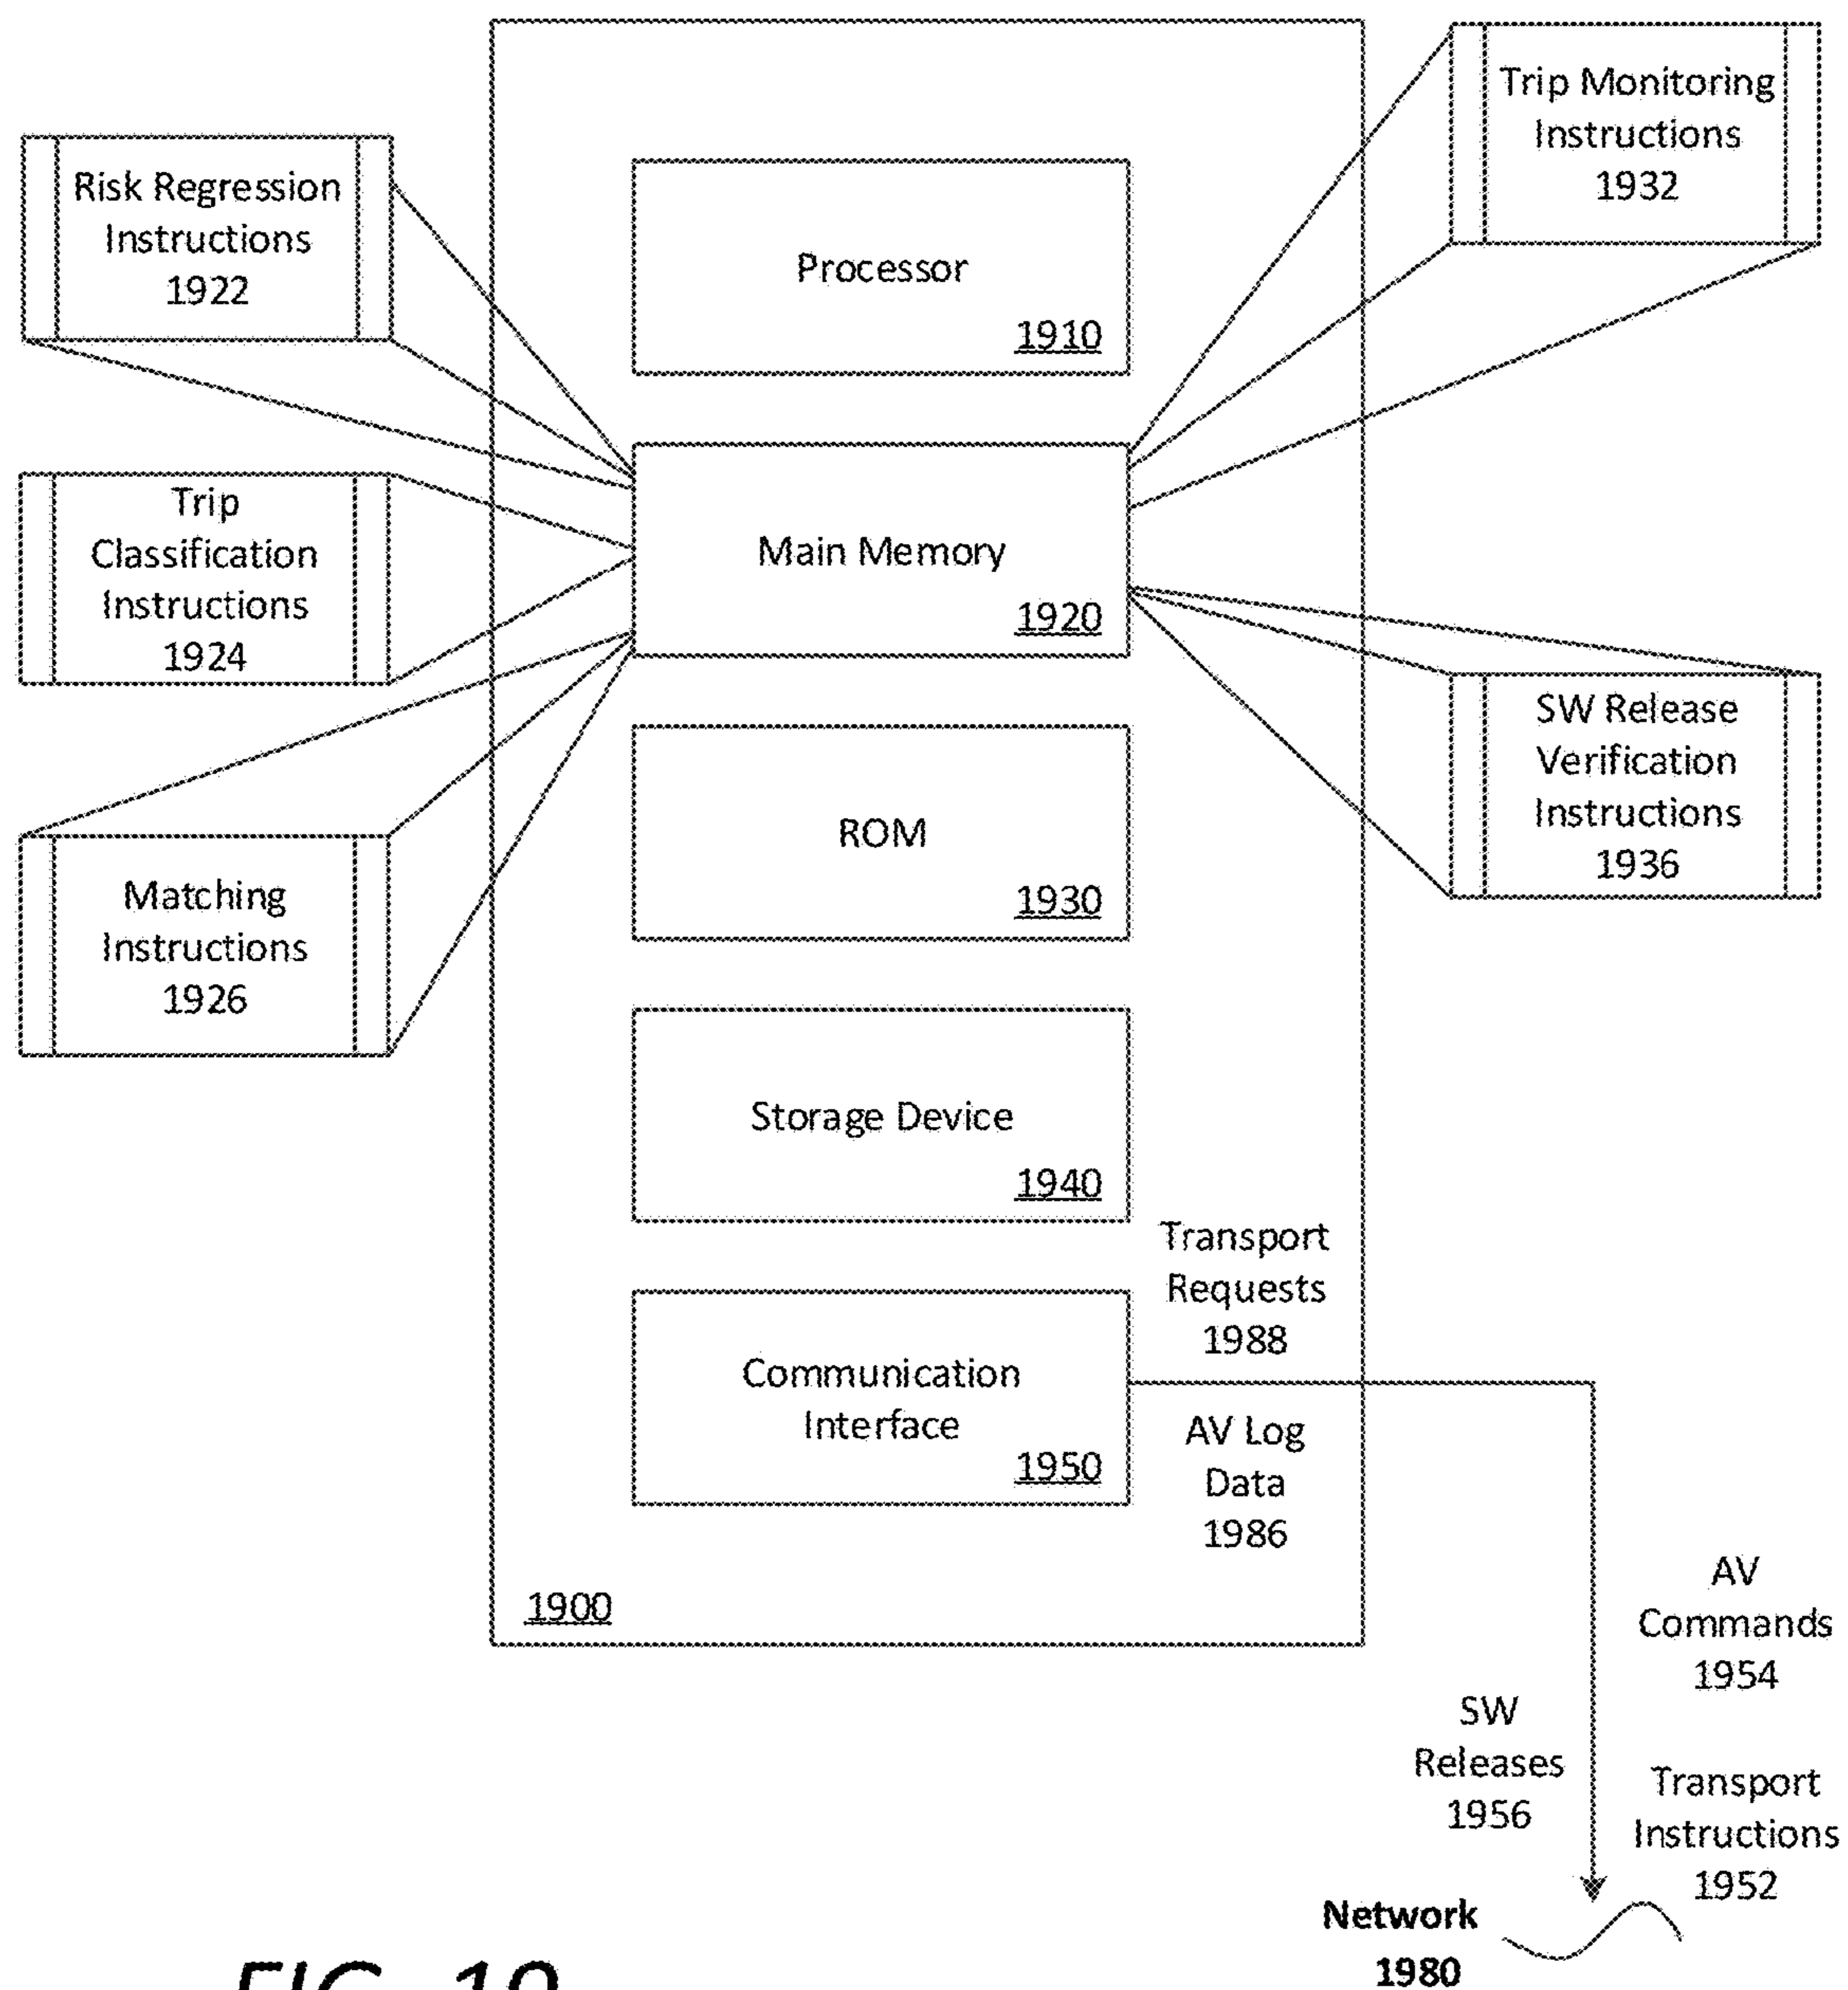 Risk Regression
Instructions
1922
Trip
Classification
Instructions
1924
Matching
Instructions
1926
Processor
1910
Main Memory
1920
ROM
1930
Storage Device
1940
Communication
Interface
1950
1900
Trip Monitoring
Instructions
1932
SW Release
Verification
Instructions
1936
Transport
Requests
1988
AV Log
Data
1986
AV
Commands
1954
SW
Releases
1956
Transport
Instructions
1952
Network
1980
FIG. 19